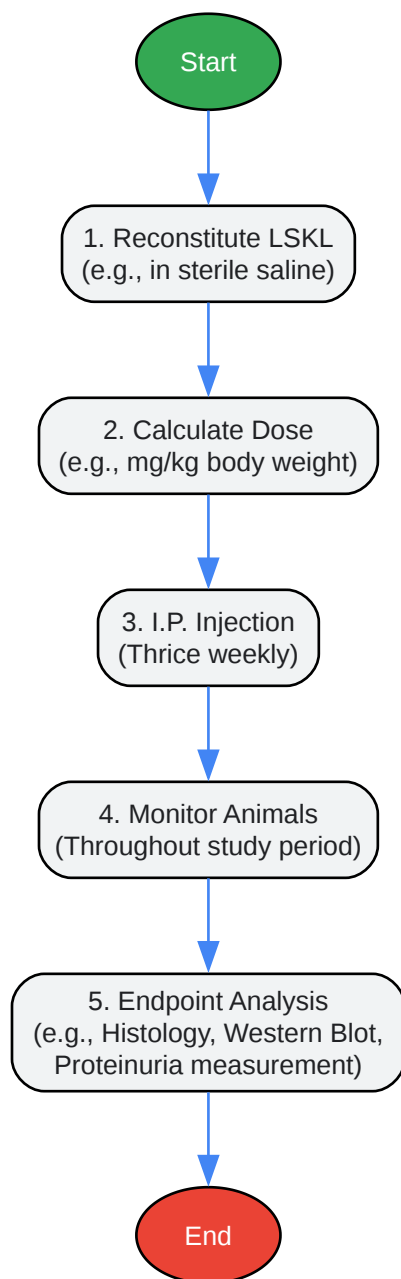 Start
1. Reconstitute LSKL
(e.g., in sterile saline)
2. Calculate Dose
(e.g., mg/kg body weight)
3. I.P. Injection
(Thrice weekly)
4. Monitor Animals
(Throughout study period)
5. Endpoint Analysis
(e.g., Histology, Western Blot,
Proteinuria measurement)
End